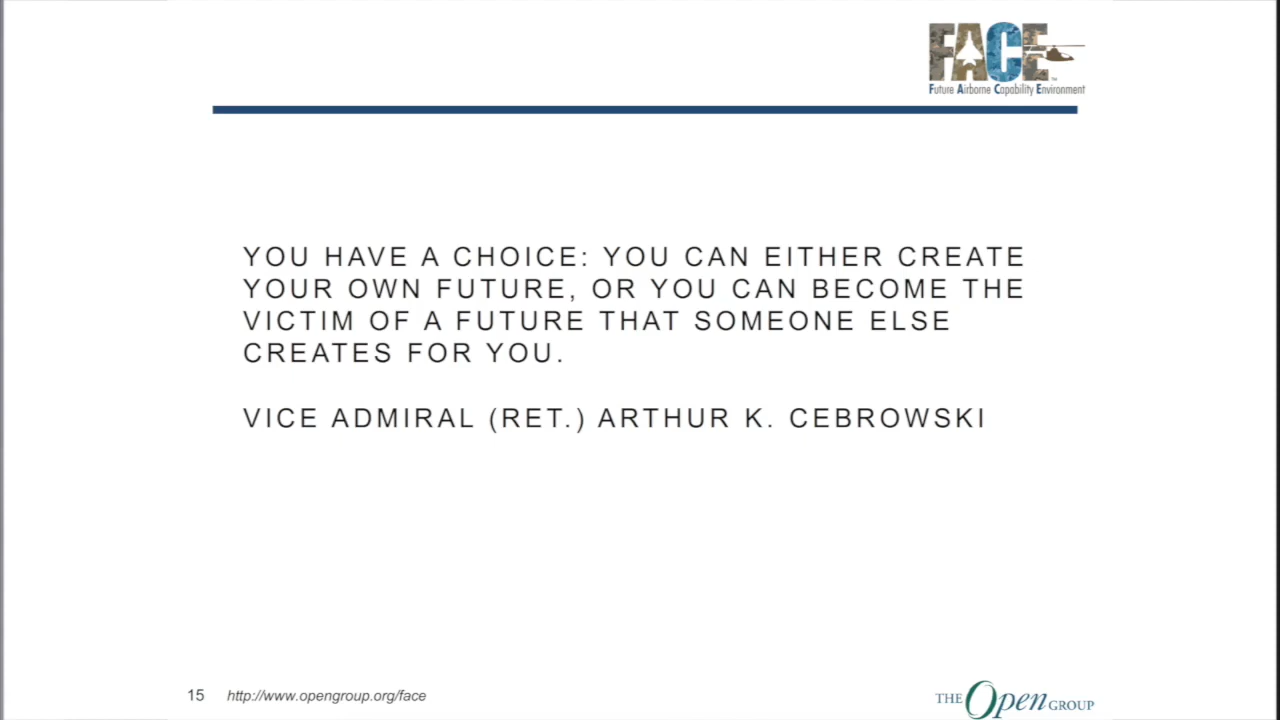 FACE™
Future Airborne Capability Environment
YOU HAVE A CHOICE: YOU CAN EITHER CREATE
YOUR OWN FUTURE, OR YOU CAN BECOME THE
VICTIM OF A FUTURE THAT SOMEONE ELSE
CREATES FOR YOU.
VICE ADMIRAL (RET.) ARTHUR K. CEBROWSKI
15 http://www.opengroup.org/face
THE Open GROUP